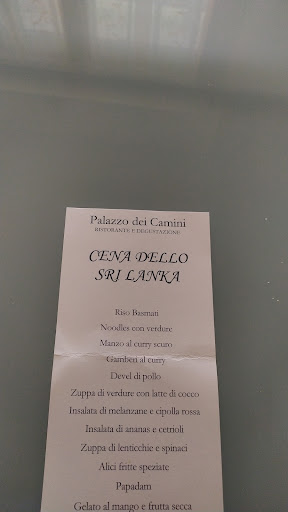 Palazzo dei Camini
RISTORANTE E DEGUSTAZIONE
CENA DELLO
SRI LANKA
Riso Basmati
Noodles con verdure
Manzo al curry scuro
Gamberi al curry
Devel di pollo
Zuppa di verdure con latte di cocco
Insalata di melanzane e cipolla rossa
Insalata di ananas e cetrioli
Zuppa di lenticchie e spinaci
Alici fritte speziate
Papadam
Gelato al mango e frutta secca